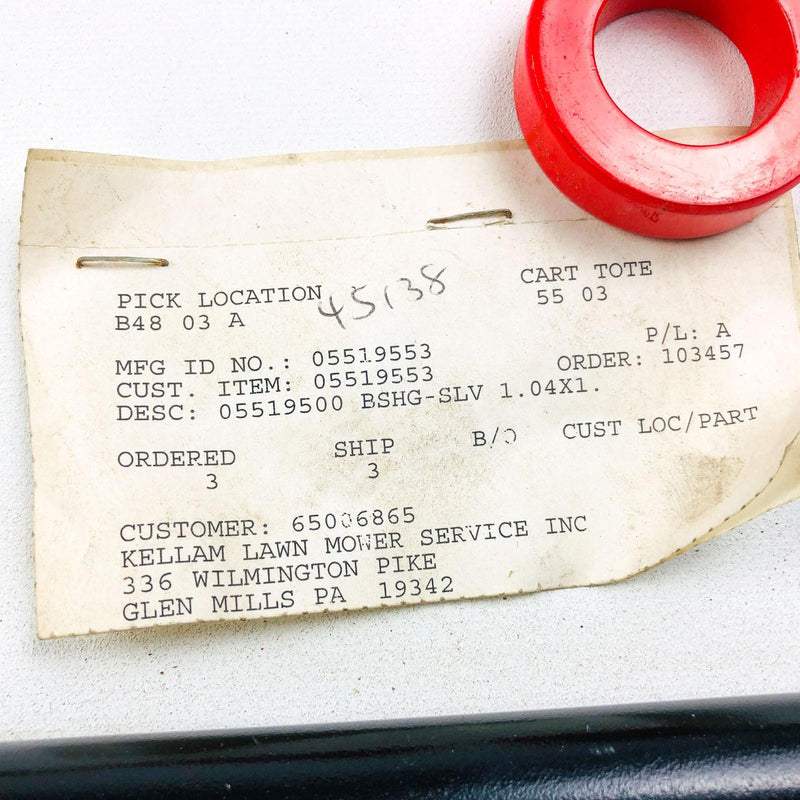 PICK LOCATION 45138 CART TOTE
B48 03 A 55 03
P/L: A
MFG ID NO.: 05519553 ORDER: 103457
CUST. ITEM: 05519553
DESC: 05519500 BSHG-SLV 1.04X1.
ORDERED SHIP B/O CUST LOC/PART
3 3
CUSTOMER: 65006865
KELLAM LAWN MOWER SERVICE INC
336 WILMINGTON PIKE
GLEN MILLS PA 19342